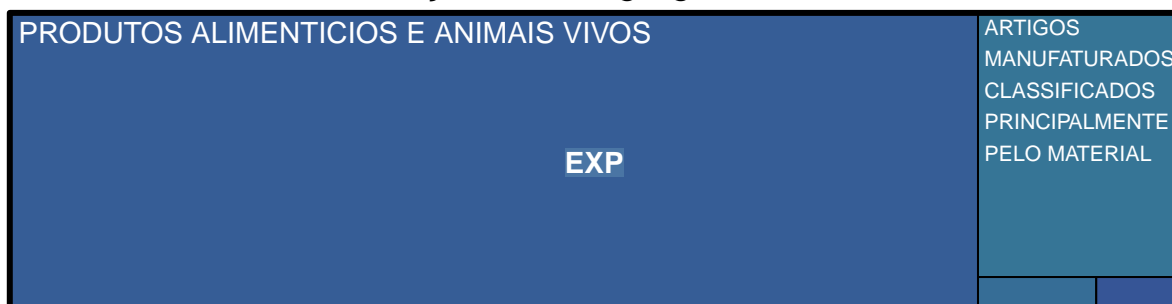 PRODUTOS ALIMENTICIOS E ANIMAIS VIVOS
EXP
ARTIGOS
MANUFATURADOS
CLASSIFICADOS
PRINCIPALMENTE
PELO MATERIAL